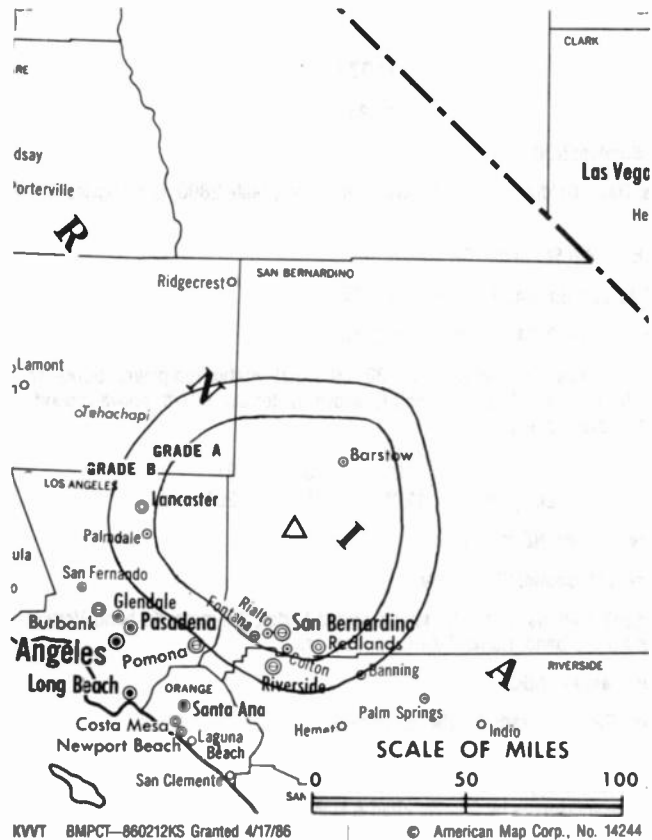 CLARK
RE
dsay
Porterville
Las Vega
He
R
SAN BERNARDINO
Ridgecrest
Lamont
N
Tehachapi
GRADE A
GRADE B
Barstow
LOS ANGELES
Lancaster
I
Palmdale
ula
San Fernando
o
Glendale
Burbank
Pasadena
Rialto
Fontana
San Bernardino
Redlands
Angeles
Pomona
Colton
Banning
RIVERSIDE
Riverside
A
Long Beach
ORANGE
Santa Ana
Palm Springs
Costa Mesa
Newport Beach
Laguna
Beach
Hemet
Indio
SCALE OF MILES
San Clemente
SAN
0 50 100
KVVT BMPCT—860212KS Granted 4/17/86 © American Map Corp., No. 14244